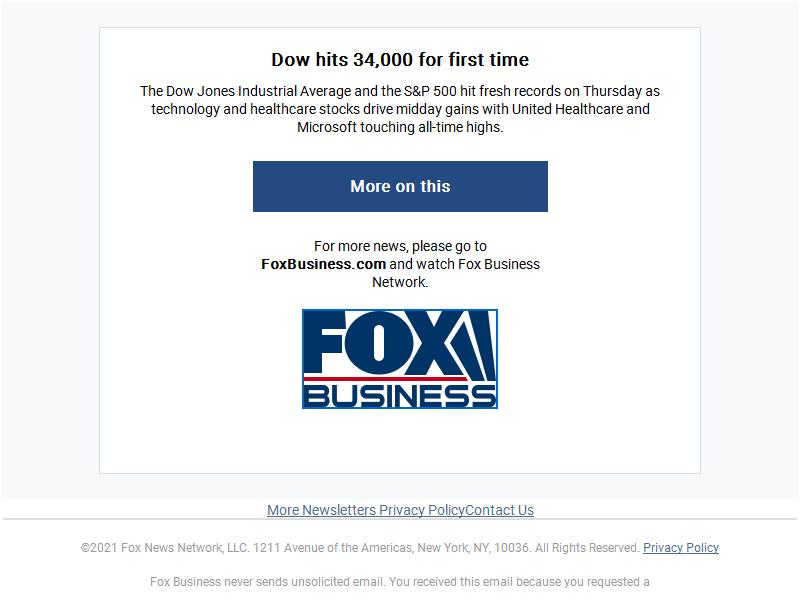 Dow hits 34,000 for first time
The Dow Jones Industrial Average and the S&P 500 hit fresh records on Thursday as
technology and healthcare stocks drive midday gains with United Healthcare and
Microsoft touching all-time highs.
More on this
For more news, please go to
FoxBusiness.com and watch Fox Business
Network.
FOX
BUSINESS
More Newsletters Privacy PolicyContact Us
©2021 Fox News Network, LLC. 1211 Avenue of the Americas, New York, NY, 10036. All Rights Reserved. Privacy Policy
Fox Business never sends unsolicited email. You received this email because you requested a